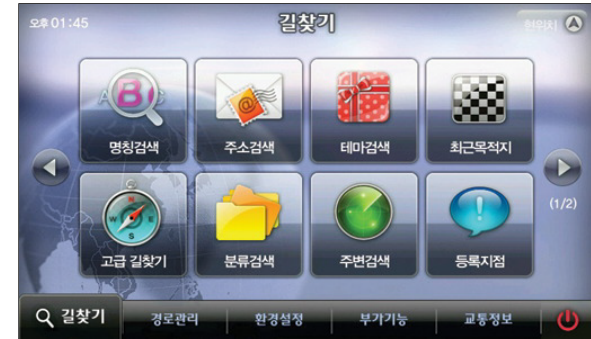 오후 01:45
길찾기
현위치
ABC
명칭검색
주소검색
테마검색
최근목적지
고급 길찾기
분류검색
주변검색
등록지점
(1/2)
길찾기
경로관리
환경설정
부가기능
교통정보